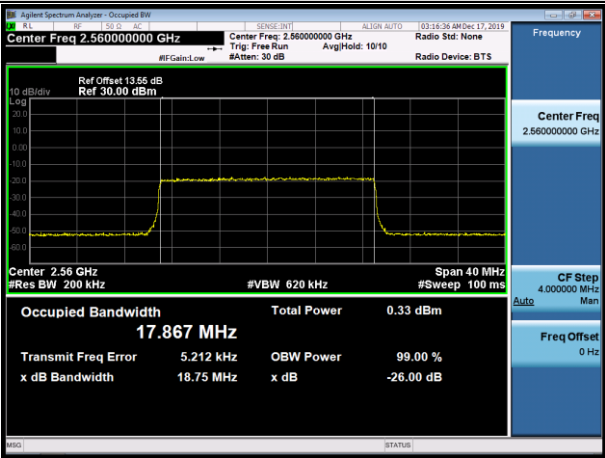 Agilent Spectrum Analyzer - Occupied BW
RL RF 50 Ω AC SENSE:INT ALIGN AUTO 03:16:36 AM Dec 17, 2019
Center Freq 2.560000000 GHz
Center Freq: 2.560000000 GHz Radio Std: None
Trig: Free Run Avg|Hold: 10/10
#IFGain:Low #Atten: 30 dB Radio Device: BTS
Ref Offset 13.55 dB
10 dB/div Ref 30.00 dBm
Log
20.0
10.0
0.00
-10.0
-20.0
-30.0
-40.0
-50.0
-60.0
Center 2.56 GHz Span 40 MHz
#Res BW 200 kHz #VBW 620 kHz #Sweep 100 ms
Occupied Bandwidth Total Power 0.33 dBm
17.867 MHz
Transmit Freq Error 5.212 kHz OBW Power 99.00 %
x dB Bandwidth 18.75 MHz x dB -26.00 dB
MSG STATUS
Frequency
Center Freq
2.560000000 GHz
CF Step
4.000000 MHz
Auto Man
Freq Offset
0 Hz